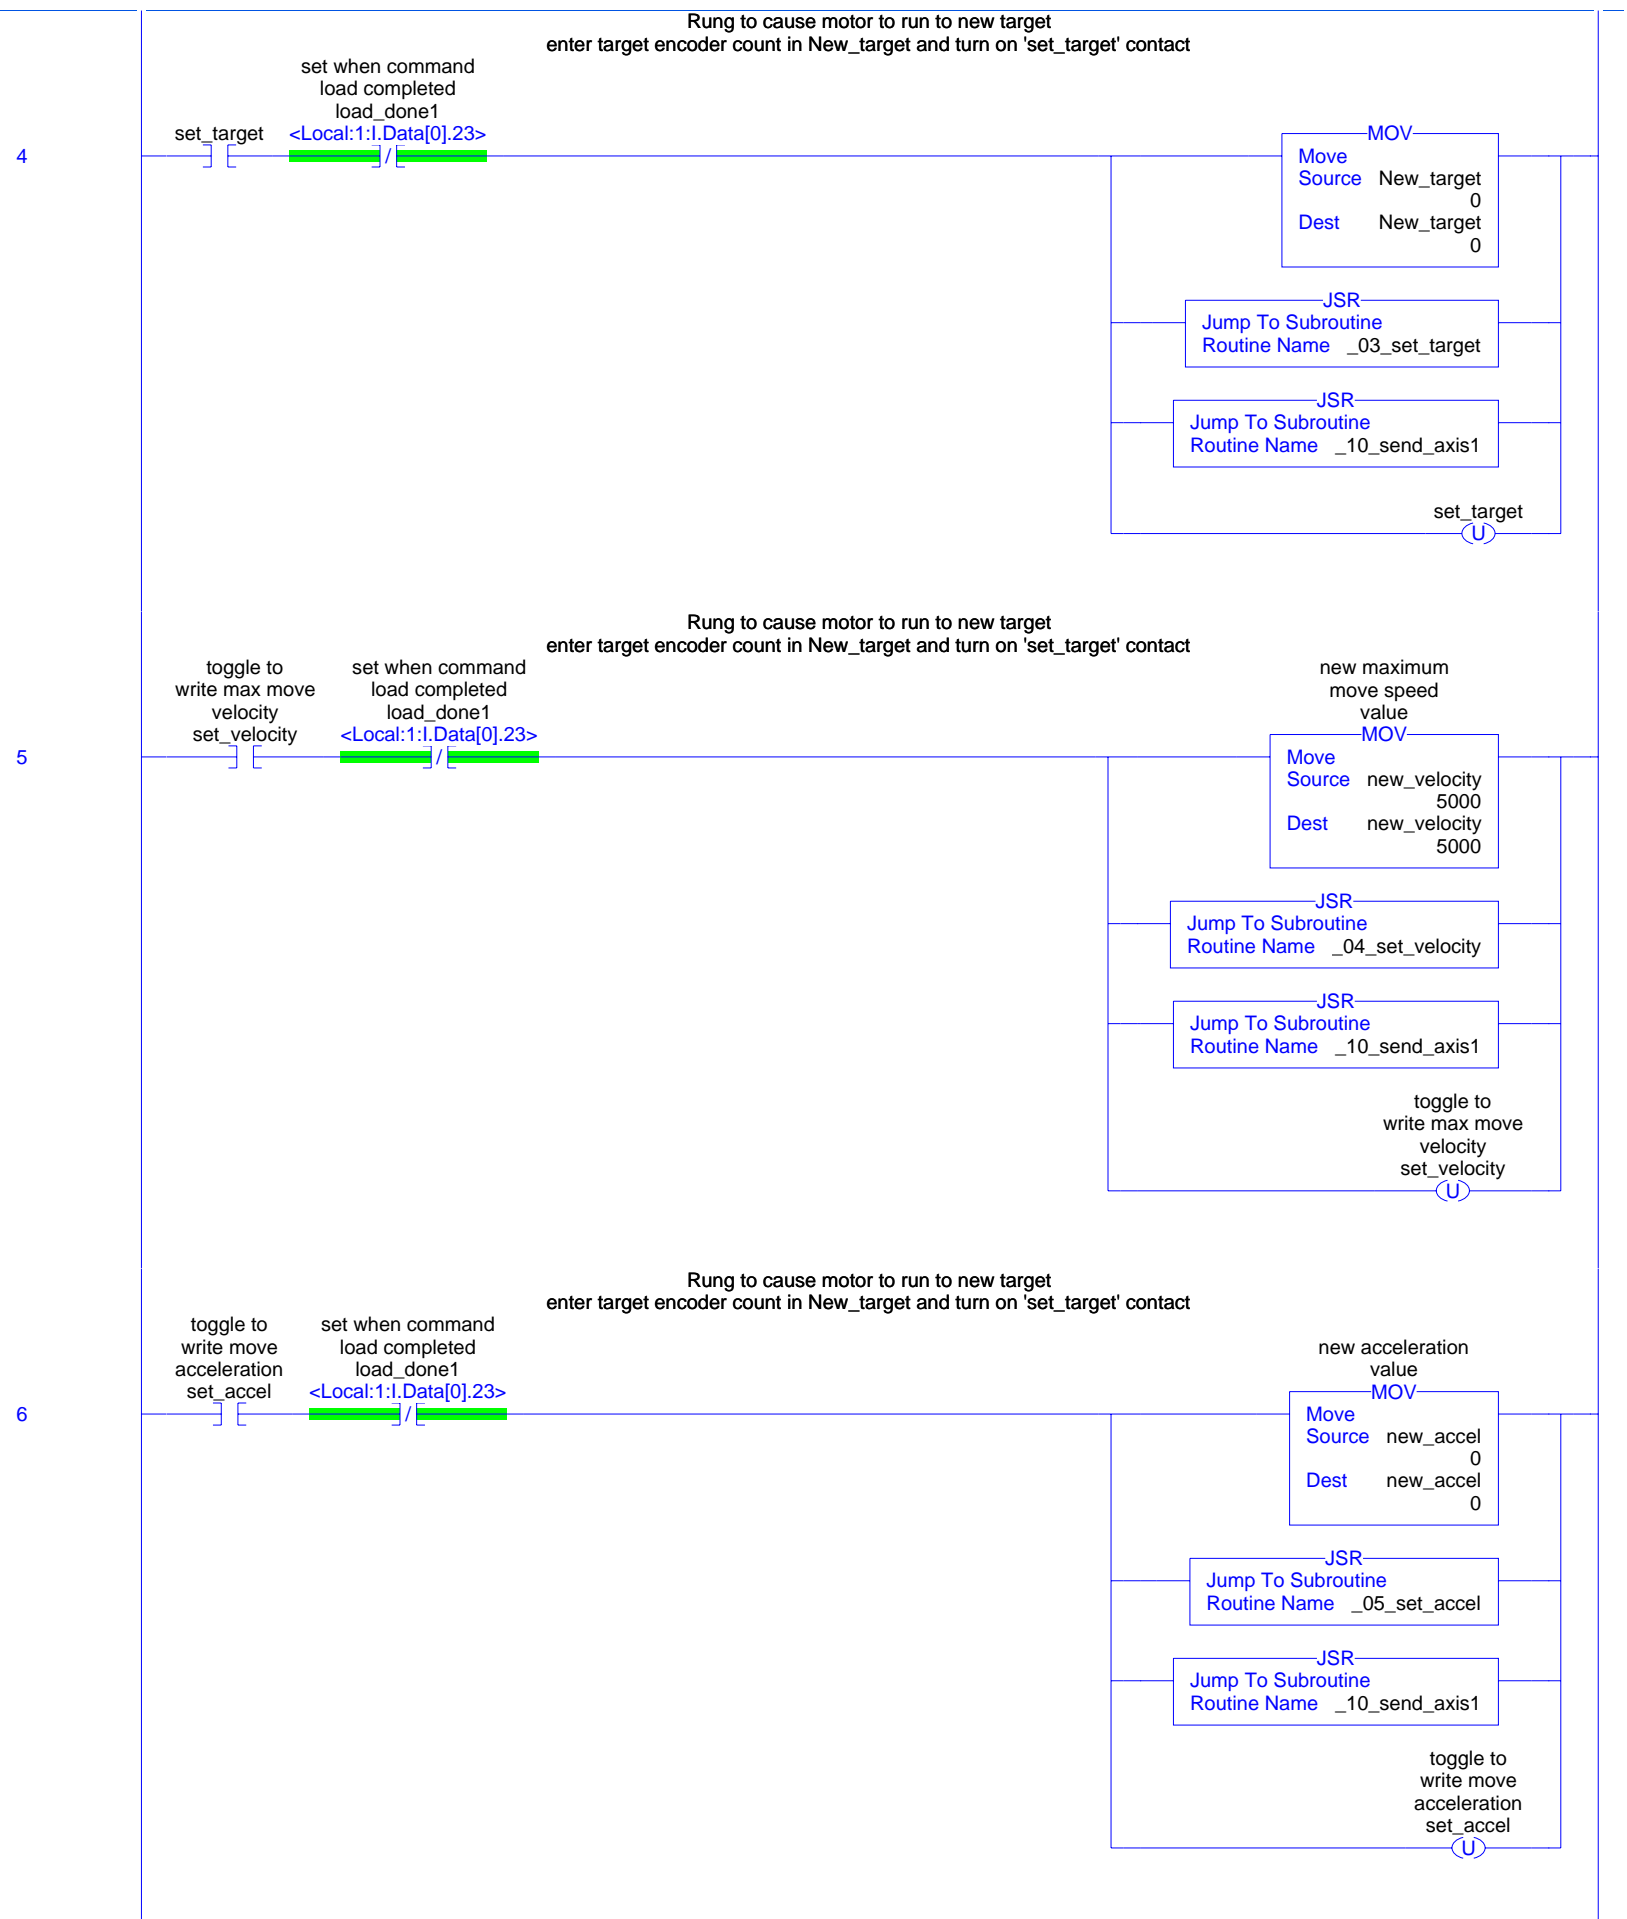 Rung to cause motor to run to new target
enter target encoder count in New_target and turn on 'set_target' contact
set when command
load completed
load_done1
set_target <Local:1:I.Data[0].23>
4
/
MOV
Move
Source New_target
0
Dest New_target
0
JSR
Jump To Subroutine
Routine Name _03_set_target
JSR
Jump To Subroutine
Routine Name _10_send_axis1
set_target
U
Rung to cause motor to run to new target
enter target encoder count in New_target and turn on 'set_target' contact
toggle to
write max move
velocity
set_velocity
set when command
load completed
load_done1
<Local:1:I.Data[0].23>
5
/
new maximum
move speed
value
MOV
Move
Source new_velocity
5000
Dest new_velocity
5000
JSR
Jump To Subroutine
Routine Name _04_set_velocity
JSR
Jump To Subroutine
Routine Name _10_send_axis1
toggle to
write max move
velocity
set_velocity
U
Rung to cause motor to run to new target
enter target encoder count in New_target and turn on 'set_target' contact
toggle to
write move
acceleration
set_accel
set when command
load completed
load_done1
<Local:1:I.Data[0].23>
6
/
new acceleration
value
MOV
Move
Source new_accel
0
Dest new_accel
0
JSR
Jump To Subroutine
Routine Name _05_set_accel
JSR
Jump To Subroutine
Routine Name _10_send_axis1
toggle to
write move
acceleration
set_accel
U